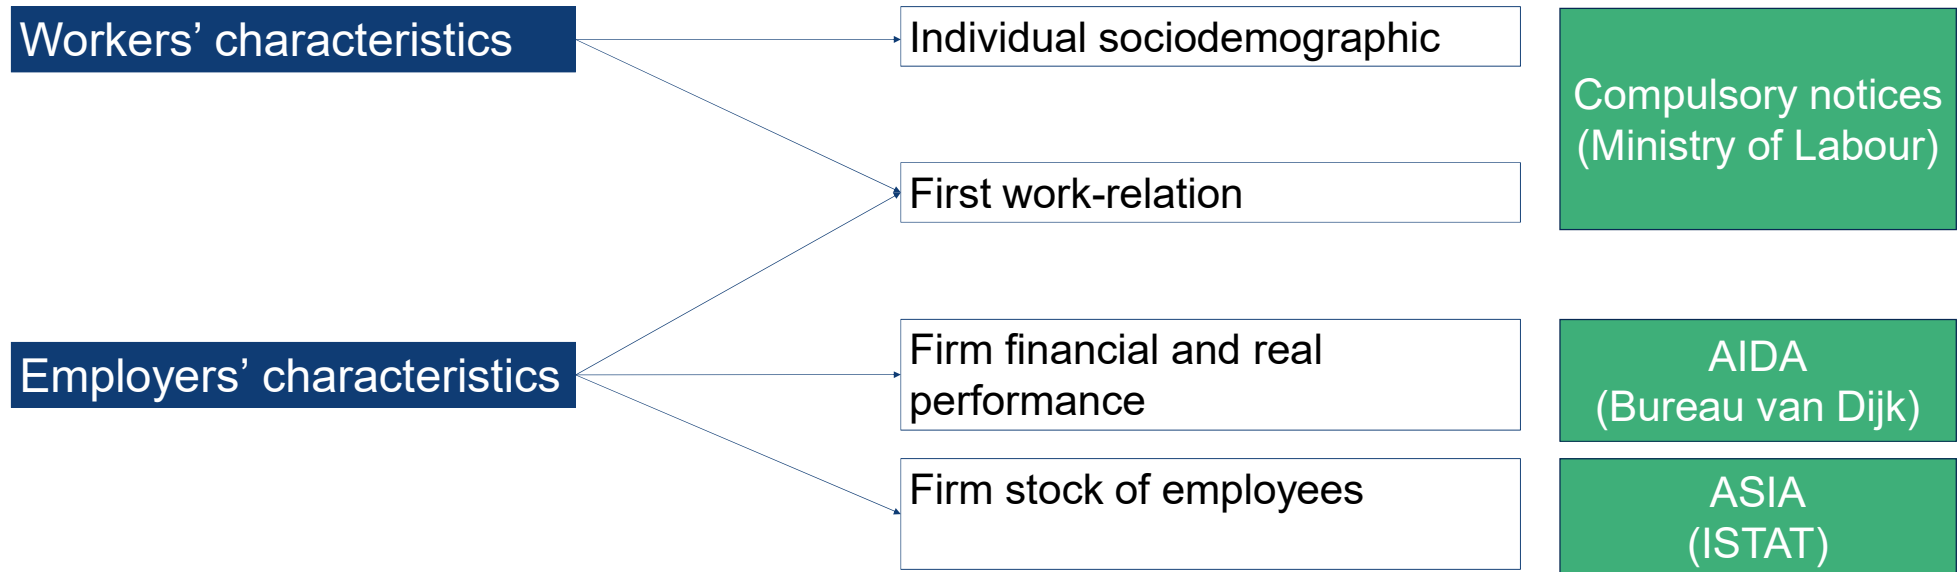 Workers’ characteristics
Individual sociodemographic
Compulsory notices
(Ministry of Labour)
First work-relation
Employers’ characteristics
Firm financial and real
performance
AIDA
(Bureau van Dijk)
Firm stock of employees
ASIA
(ISTAT)